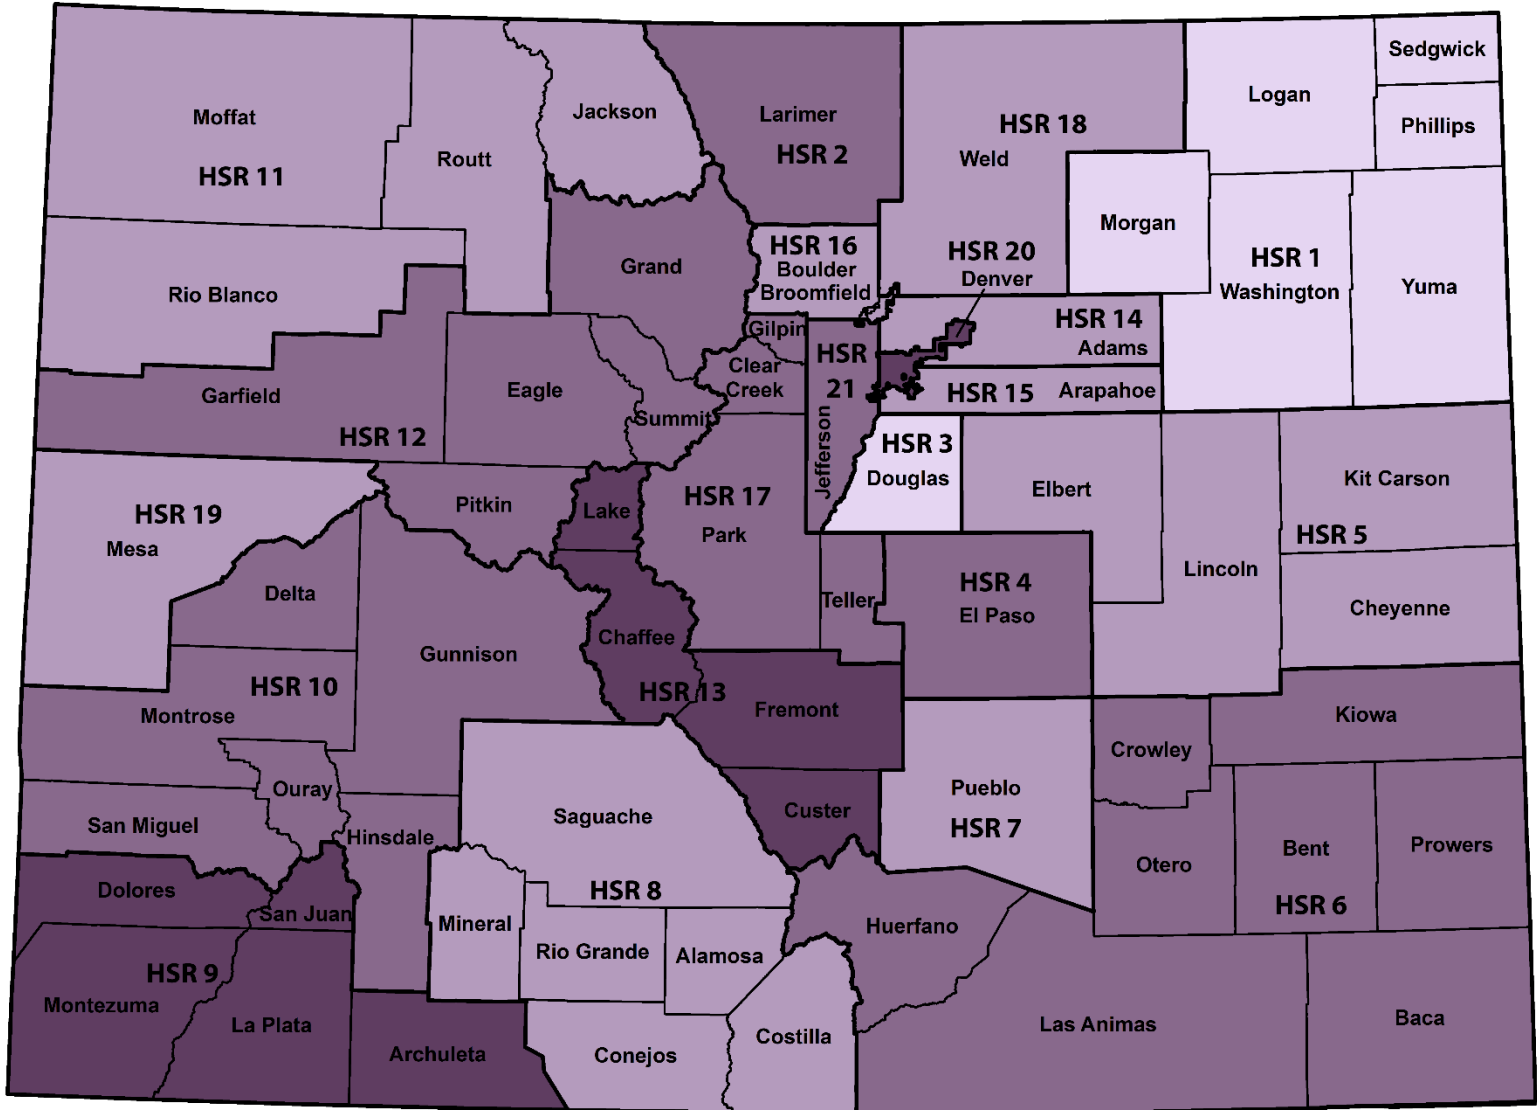 Sedgwick
Logan
Moffat
Jackson
Larimer
HSR 18
Phillips
Routt
HSR 2
Weld
HSR 11
Morgan
HSR 16
HSR 20
HSR 1
Grand
Boulder
Denver
Rio Blanco
Broomfield
Washington
Yuma
Gilpin
HSR 14
HSR
21
Adams
Clear
Creek
Garfield
Eagle
HSR 15
Arapahoe
Summit
HSR 12
Jefferson
HSR 3
Douglas
Pitkin
HSR 17
Elbert
Kit Carson
HSR 19
Lake
Mesa
Park
HSR 5
Lincoln
Delta
HSR 4
Teller
El Paso
Cheyenne
Chaffee
Gunnison
HSR 10
HSR 13
Montrose
Fremont
Kiowa
Crowley
Ouray
Pueblo
Saguache
Custer
San Miguel
Hinsdale
HSR 7
Bent
Prowers
Otero
Dolores
HSR 8
HSR 6
San Juan
Mineral
Huerfano
Rio Grande
Alamosa
HSR 9
Montezuma
La Plata
Costilla
Las Animas
Baca
Archuleta
Conejos